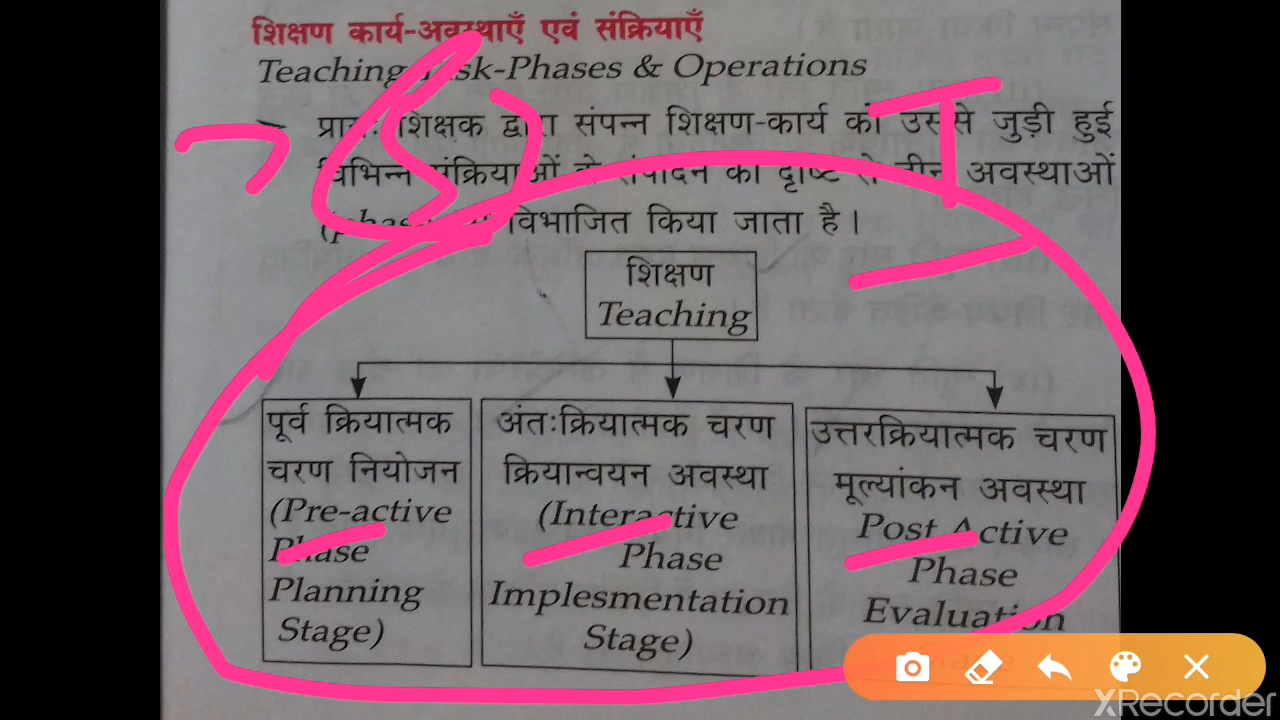 शिक्षण कार्य-अवस्थाएँ एवं संक्रियाएँ
Teaching Task-Phases & Operations
प्रायः शिक्षक द्वारा संपन्न शिक्षण-कार्य को उससे जुड़ी हुई
विभिन्न संक्रियाओं के संपादन की दृष्टि से तीन अवस्थाओं
विभाजित किया जाता है।
शिक्षण
Teaching
पूर्व क्रियात्मक
चरण नियोजन
(Pre-active
Phase
Planning
Stage)
अंतःक्रियात्मक चरण
क्रियान्वयन अवस्था
(Interactive
Phase
Implesmentation
Stage)
उत्तरक्रियात्मक चरण
मूल्यांकन अवस्था
Post Active
Phase
Evaluation
XRecorder